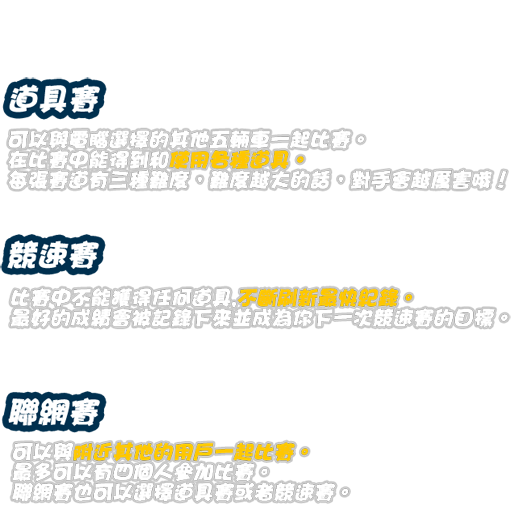 道具賽
可以與電腦選擇的其他五輛車一起比賽。
在比賽中能得到和使用各種道具。
每張賽道有三種難度，難度越大的話，對手會越厲害哦！
競速賽
比賽中不能獲得任何道具，不斷刷新最快記錄。
最好的成績會被記錄下來並成為你下一次競速賽的目標。
聯網賽
可以與附近其他的用戶一起比賽。
最多可以有四個人參加比賽。
聯網賽也可以選擇道具賽或者競速賽。